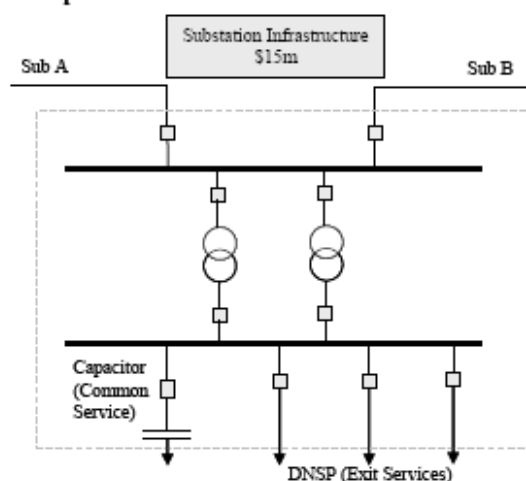 Substation Infrastructure
$15m
Sub A
Sub B
Capacitor
(Common
Service)
DNSP (Exit Services)